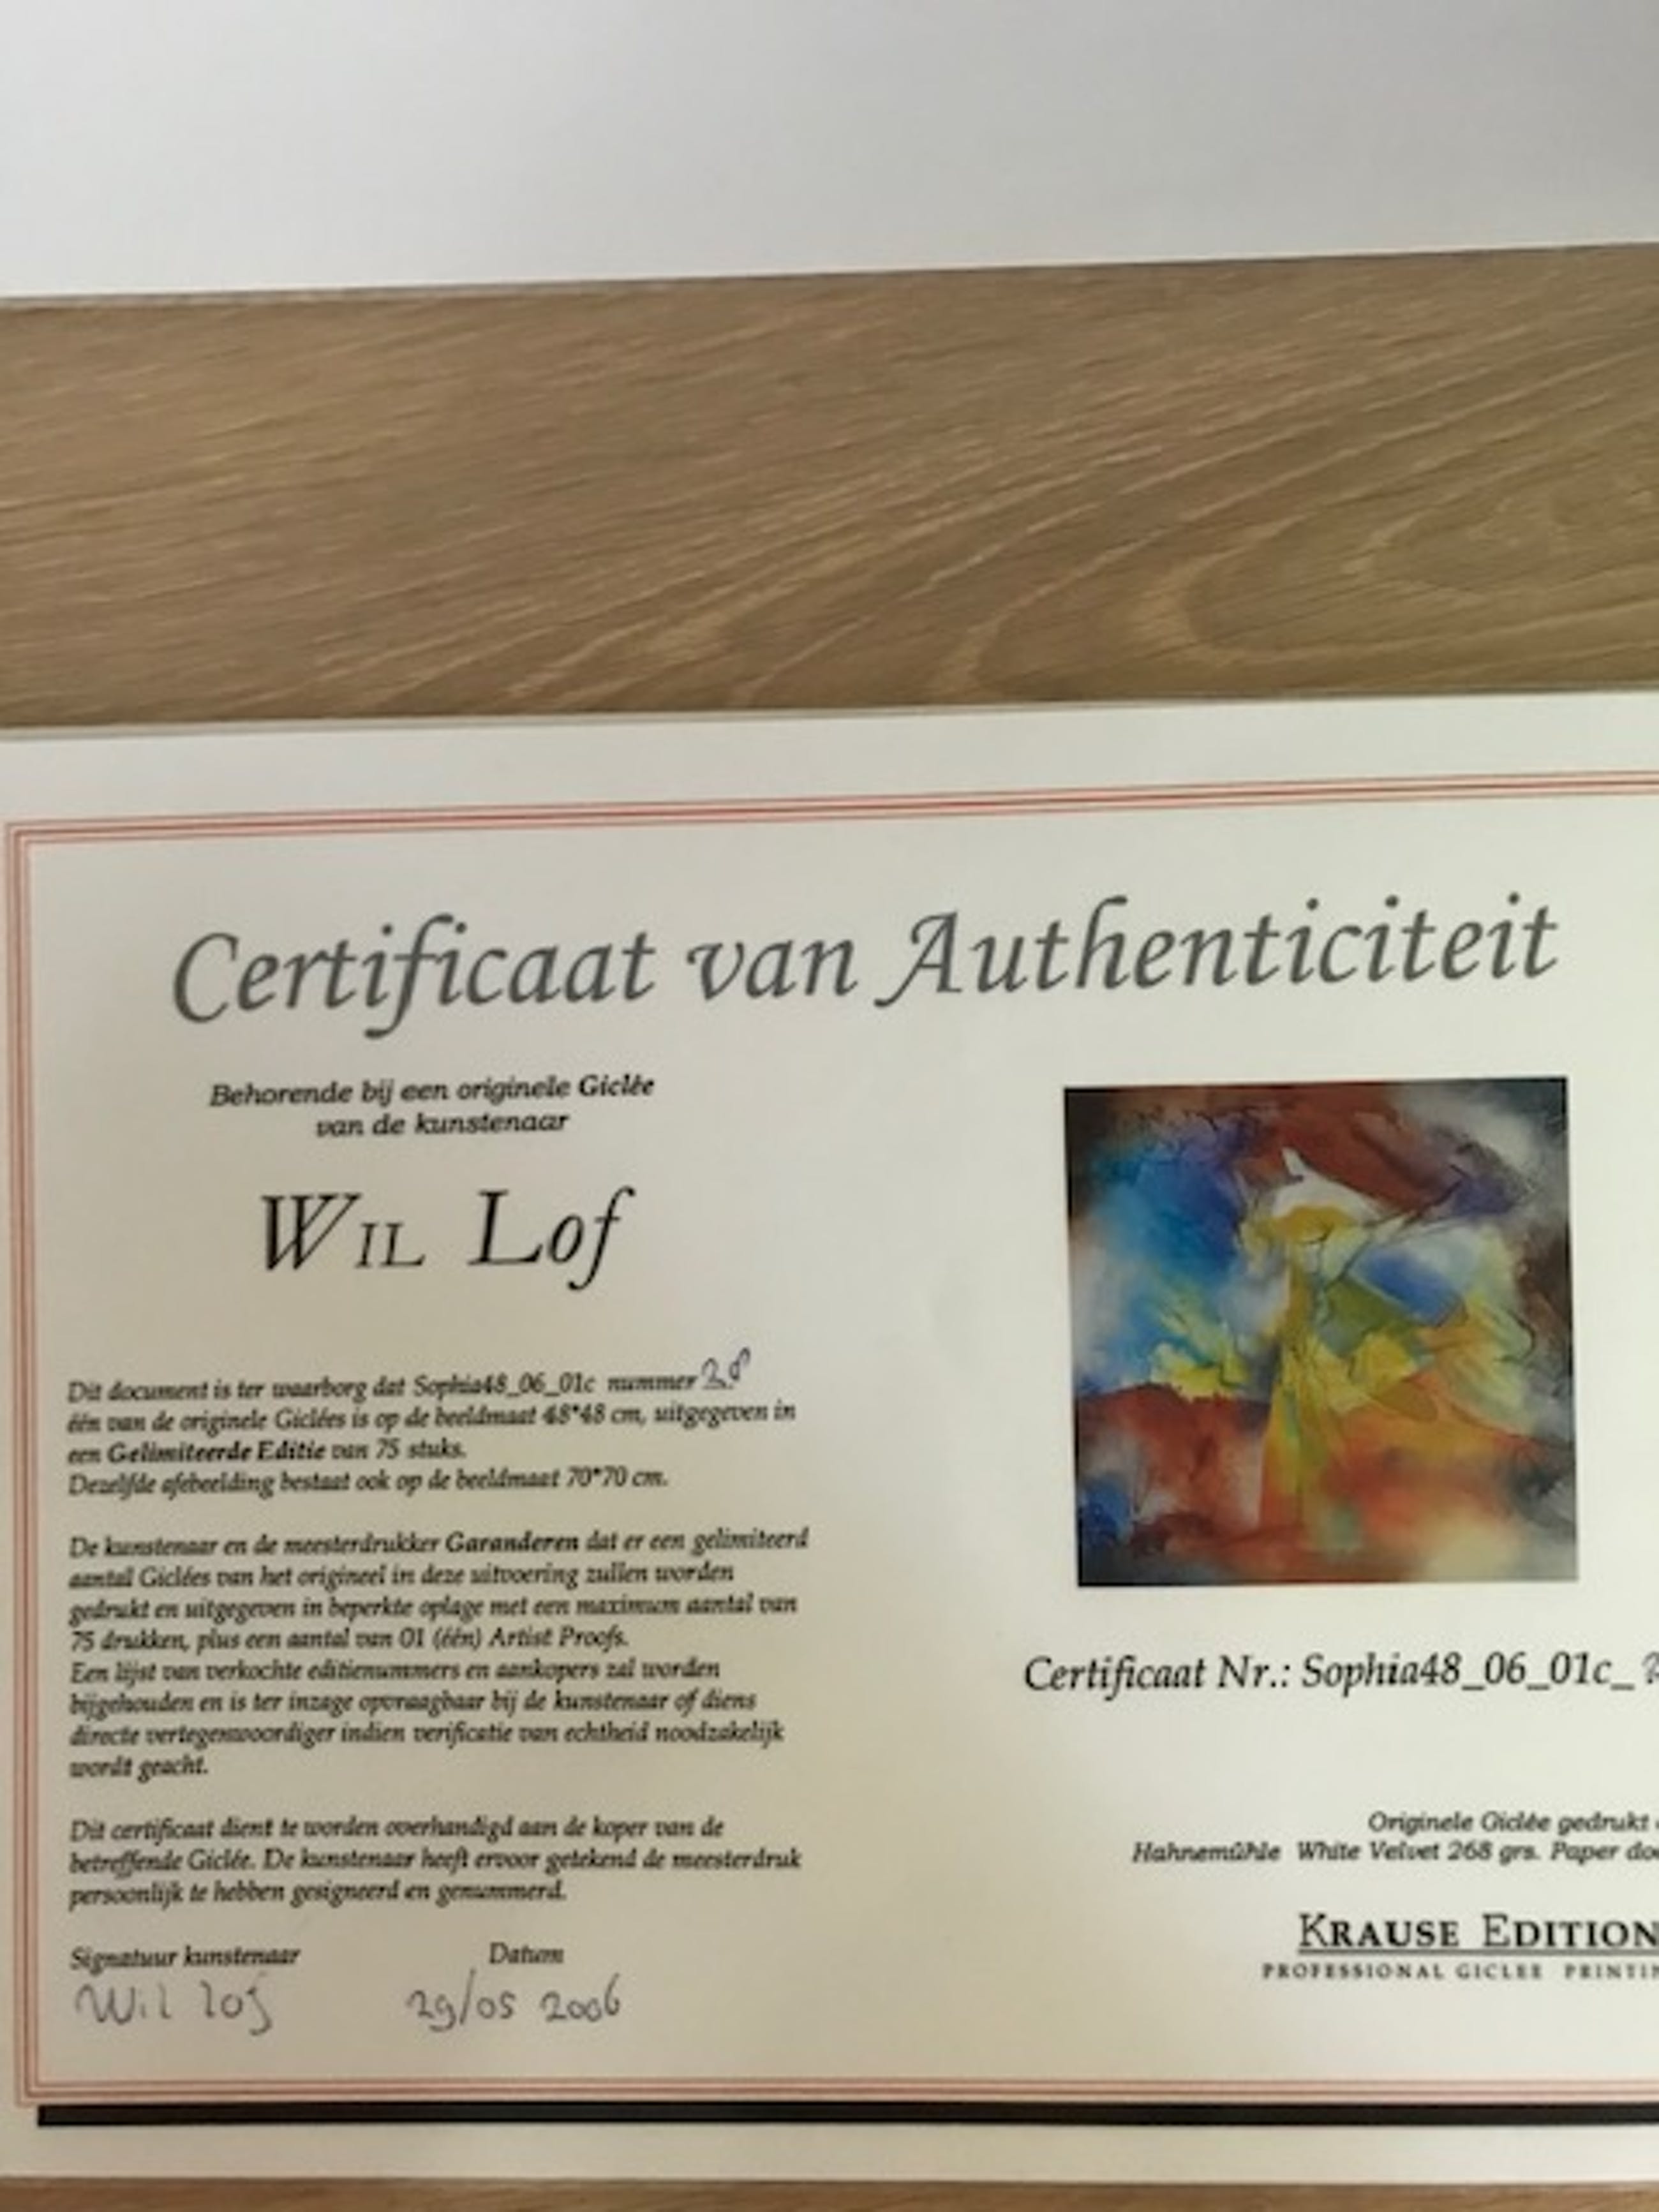 Certificaat van Authenticiteit
Behorende bij een originele Giclée
van de kunstenaar
WIL Lof
Dit document is ter waarborg dat Sophia48_06_01c nummer 28
één van de originele Giclées is op de beeldmaat 48*48 cm, uitgegeven in
een Gelimiteerde Editie van 75 stuks.
Dezelfde afebeelding bestaat ook op de beeldmaat 70*70 cm.
De kunstenaar en de meesterdrukker Garanderen dat er een gelimiteerd
aantal Giclées van het origineel in deze uitvoering zullen worden
gedrukt en uitgegeven in beperkte oplage met een maximum aantal van
75 drukken, plus een aantal van 01 (één) Artist Proofs.
Een lijst van verkochte editienummers en aankopers zal worden
bijgehouden en is ter inzage opvraagbaar bij de kunstenaar of diens
directe vertegenwoordiger indien verificatie van echtheid noodzakelijk
wordt geacht.
Dit certificaat dient te worden overhandigd aan de koper van de
betreffende Giclée. De kunstenaar heeft ervoor getekend de meesterdruk
persoonlijk te hebben gesigneerd en genummerd.
Signatuur kunstenaar Datum
Wil lof 29/05 2006
Certificaat Nr.: Sophia48_06_01c_
Originele Giclée gedrukt
Hahnemühle White Velvet 268 grs. Paper doo
KRAUSE EDITION
PROFESSIONAL GICLEE PRINTIN